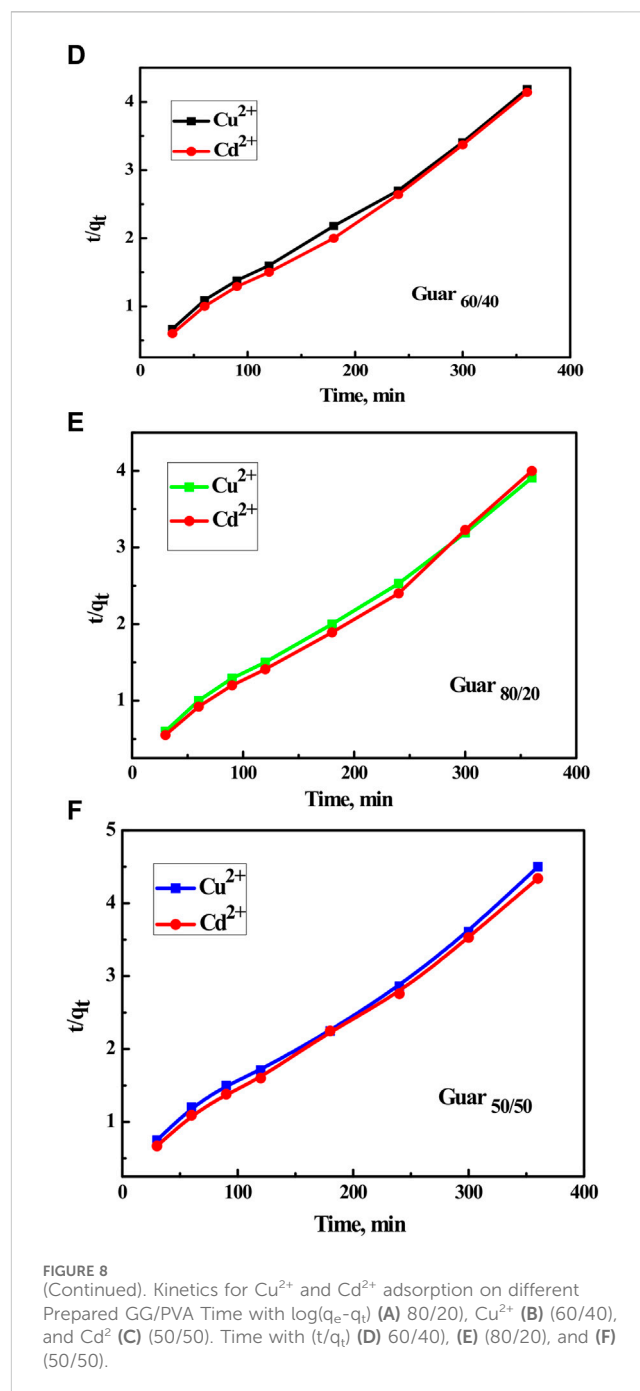 D
4
3
2
1
t/qt
Cu2+
Cd2+
Guar 60/40
0
100
200
300
400
Time, min
E
4
3
2
1
t/qt
Cu2+
Cd2+
Guar 80/20
0
100
200
300
400
Time, min
F
5
4
3
2
1
t/qt
Cu2+
Cd2+
Guar 50/50
0
100
200
300
400
Time, min
FIGURE 8
(Continued). Kinetics for Cu2+ and Cd2+ adsorption on different
Prepared GG/PVA Time with log(qe-qt) (A) 80/20), Cu2+ (B) (60/40),
and Cd2 (C) (50/50). Time with (t/qt) (D) 60/40), (E) (80/20), and (F)
(50/50).